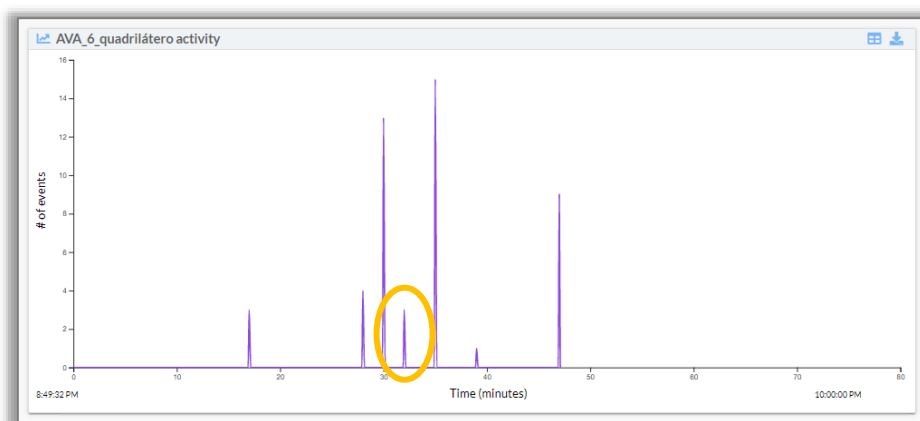 AVA_6_quadrilátero activity
16
14
12
10
8
6
4
2
0
# of events
0 10 20 30 40 50 60 70 80
8:49:32 PM Time (minutes) 10:00:00 PM